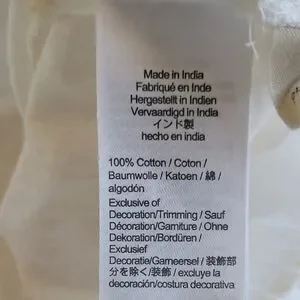 Made in India
Fabriqué en Inde
Hergestellt in Indien
Vervaardigd in India
インド製
hecho en india
100% Cotton / Coton /
Baumwolle / Katoen / 綿 /
algodón
Exclusive of
Decoration/Trimming / Sauf
Décoration/Garniture / Ohne
Dekoration/Bordüren /
Exclusief
Decoratie/Garneersel / 装飾部
分を除く/装飾 / excluye la
decoración/costura decorativa